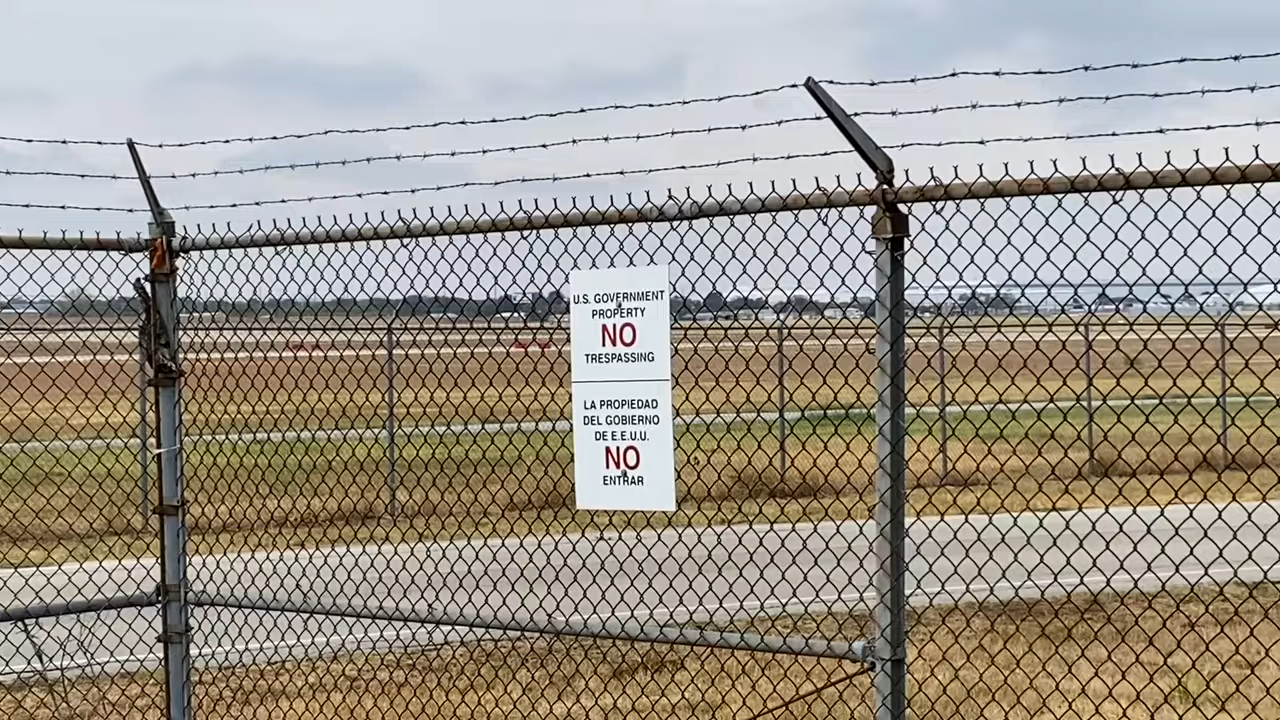 U.S. GOVERNMENT
PROPERTY
NO
TRESPASSING
LA PROPIEDAD
DEL GOBIERNO
DE E.E.U.U.
NO
ENTRAR